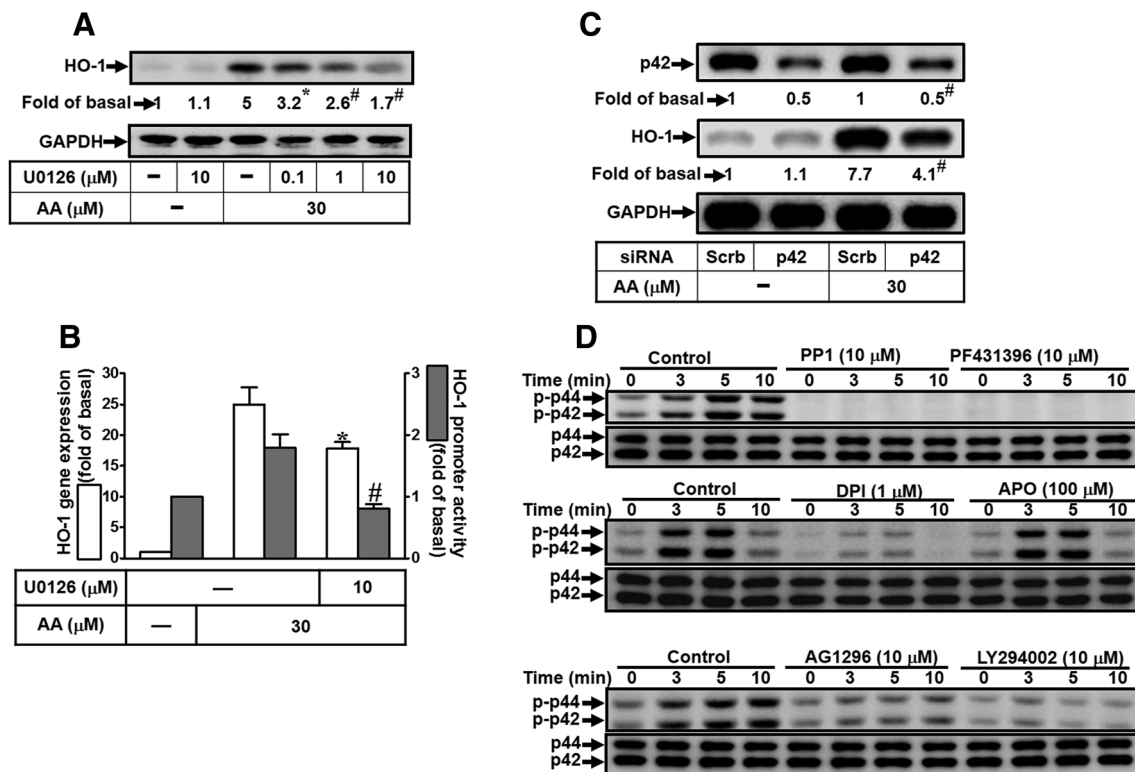 A
HO-1
Fold of basal 1 1.1 5 3.2* 2.6# 1.7#
GAPDH
U0126 (μM) – 10 – 0.1 1 10
AA (μM) – 30
B
HO-1 gene expression
(fold of basal)
30
25
20
15
10
5
0
* #
3
2
1
0
HO-1 promoter activity
(fold of basal)
U0126 (μM) — 10
AA (μM) — 30
C
p42
Fold of basal 1 0.5 1 0.5#
HO-1
Fold of basal 1 1.1 7.7 4.1#
GAPDH
siRNA Scrb p42 Scrb p42
AA (μM) – 30
D
Control PP1 (10 μM) PF431396 (10 μM)
Time (min) 0 3 5 10 0 3 5 10 0 3 5 10
p-p44
p-p42
p44
p42
Control DPI (1 μM) APO (100 μM)
Time (min) 0 3 5 10 0 3 5 10 0 3 5 10
p-p44
p-p42
p44
p42
Control AG1296 (10 μM) LY294002 (10 μM)
Time (min) 0 3 5 10 0 3 5 10 0 3 5 10
p-p44
p-p42
p44
p42